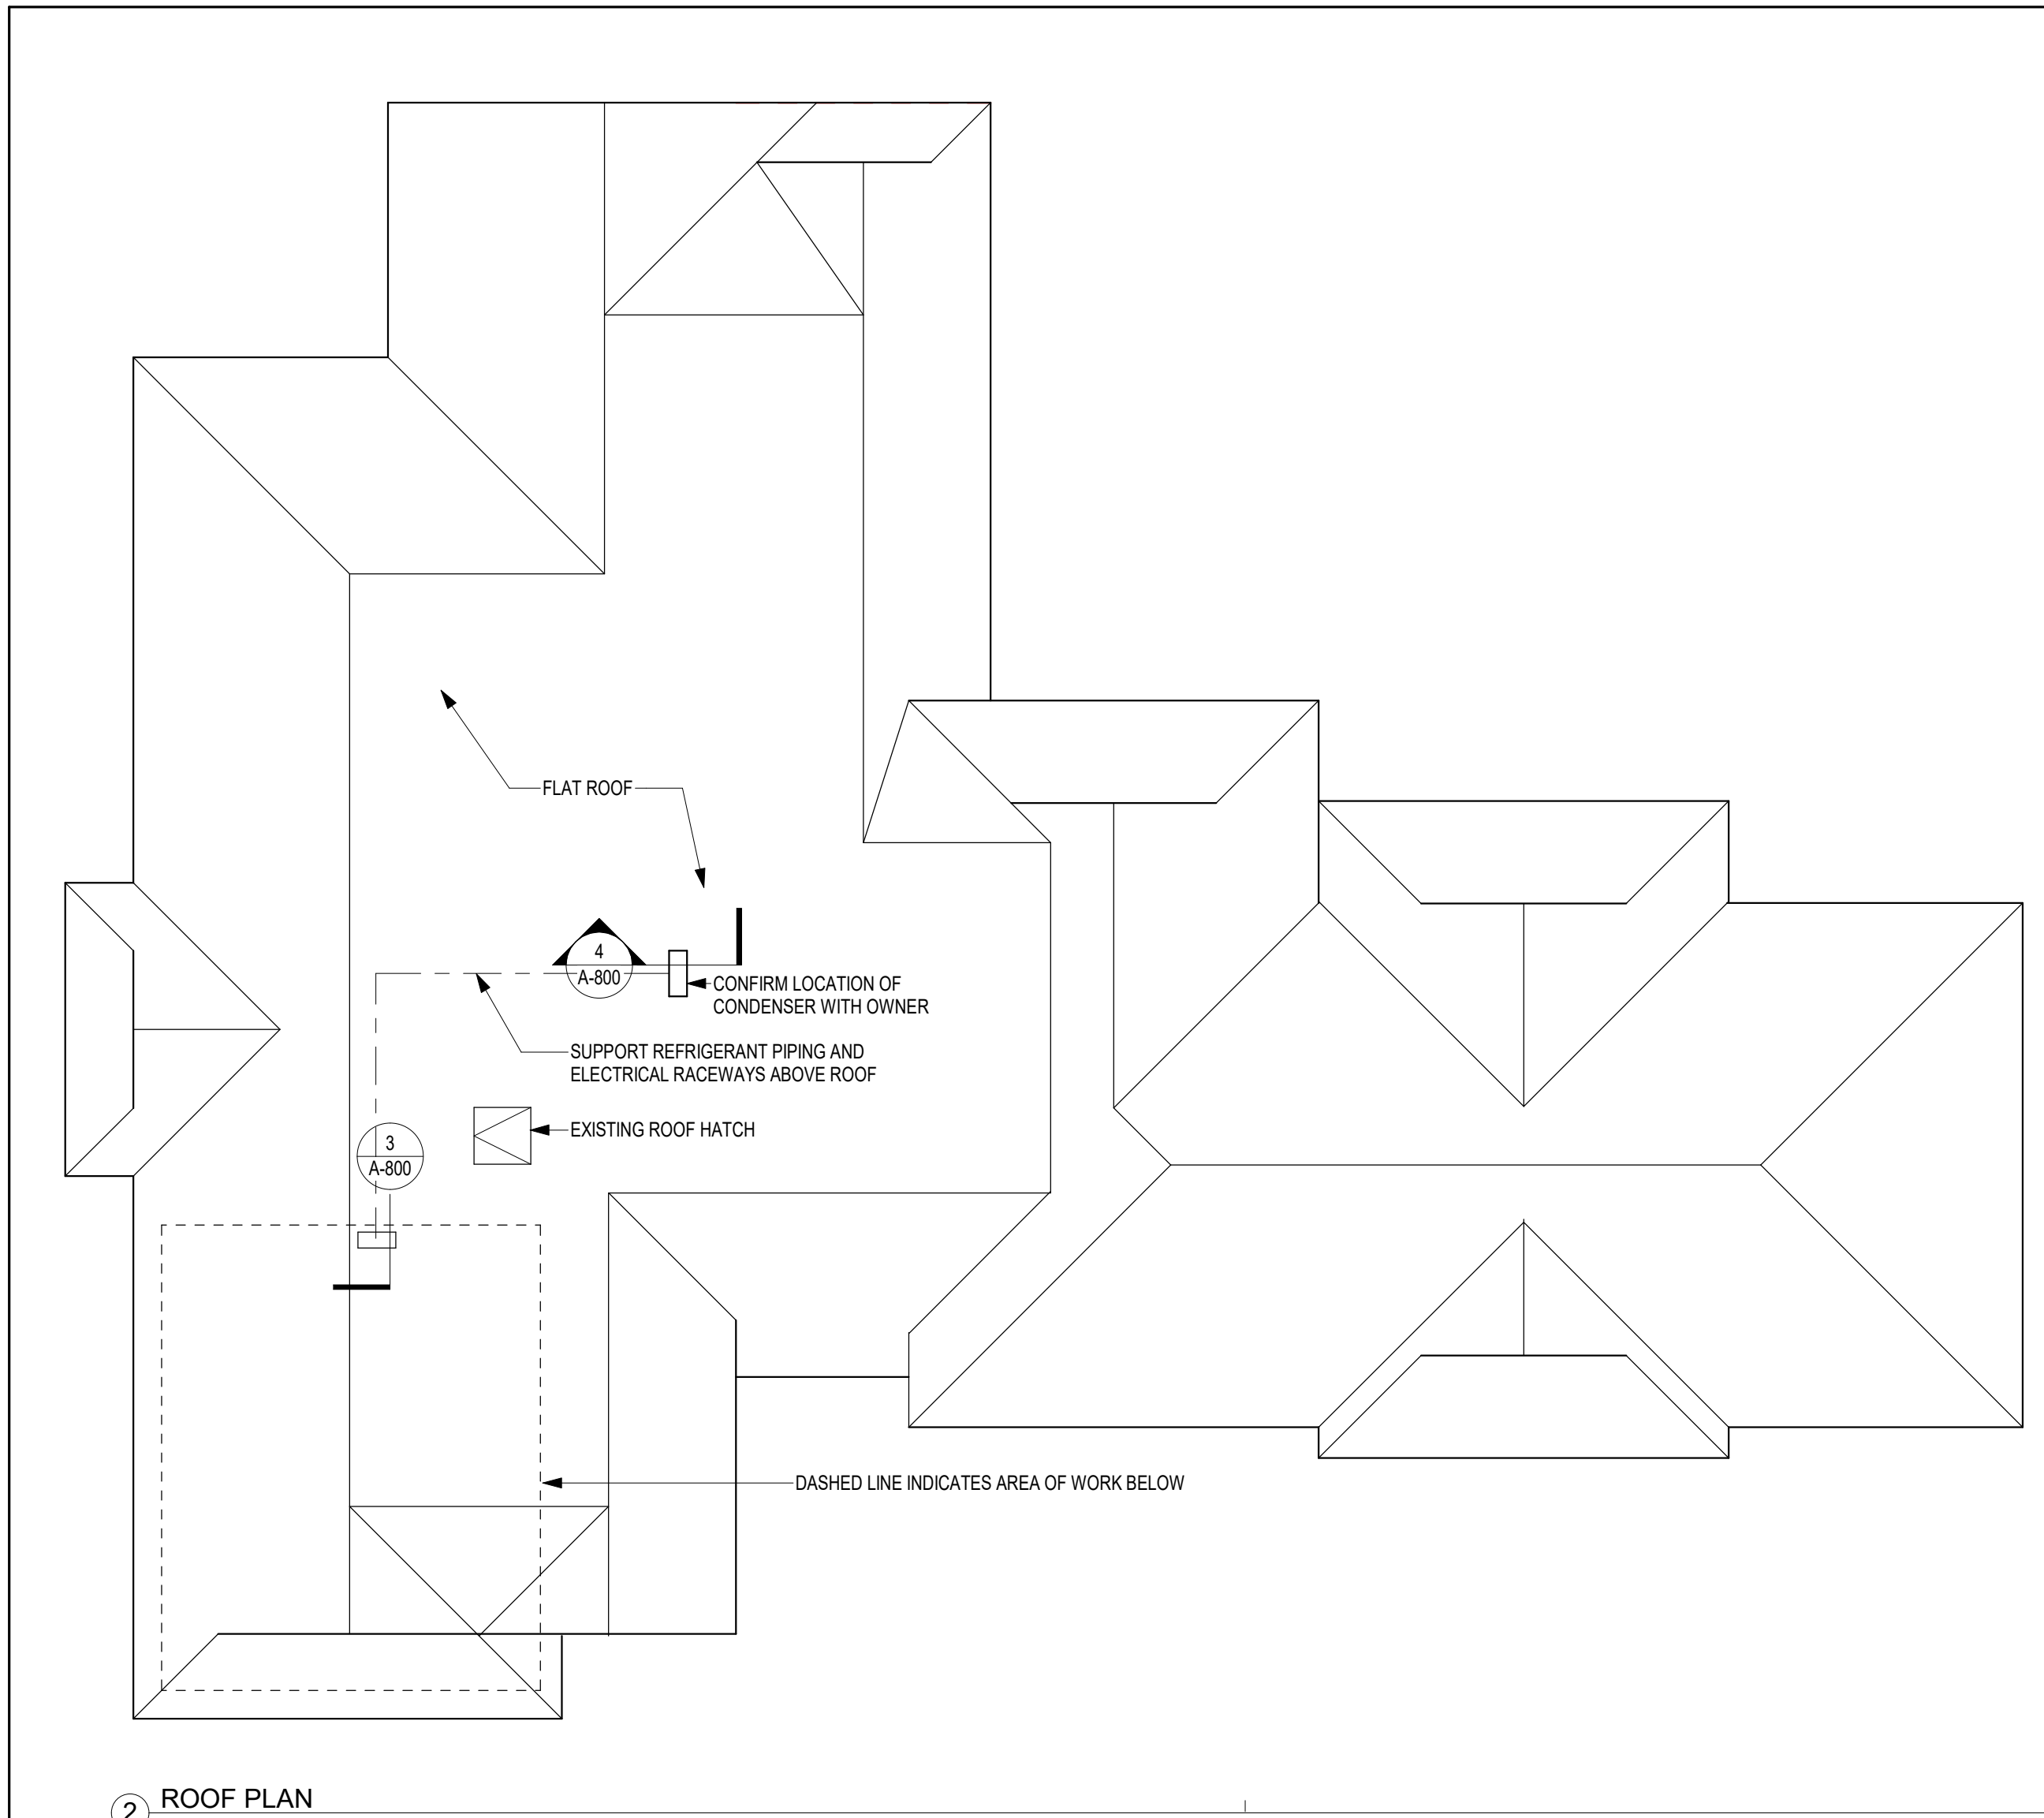 FLAT ROOF
4
A-800
CONFIRM LOCATION OF
CONDENSER WITH OWNER
SUPPORT REFRIGERANT PIPING AND
ELECTRICAL RACEWAYS ABOVE ROOF
EXISTING ROOF HATCH
3
A-800
DASHED LINE INDICATES AREA OF WORK BELOW
2
ROOF PLAN